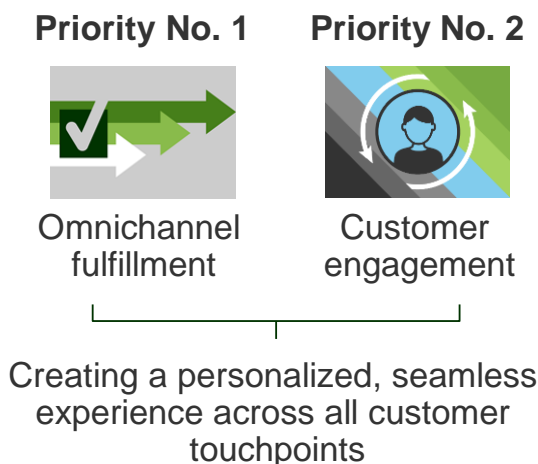 Priority No. 1
Priority No. 2
Omnichannel
fulfillment
Customer
engagement
Creating a personalized, seamless
experience across all customer
touchpoints